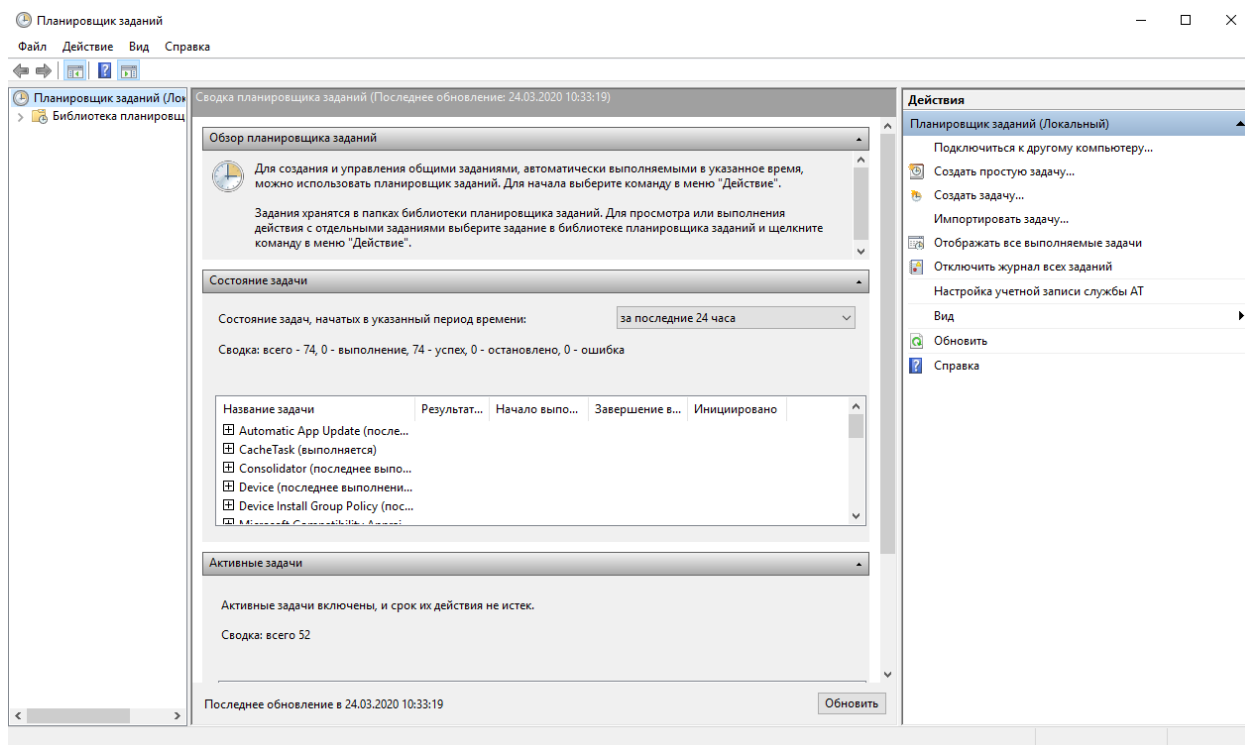 Планировщик заданий
Файл Действие Вид Справка
Планировщик заданий (Лок
Библиотека планировщ
Сводка планировщика заданий (Последнее обновление: 24.03.2020 10:33:19)
Обзор планировщика заданий
Для создания и управления общими заданиями, автоматически выполняемыми в указанное время,
можно использовать планировщик заданий. Для начала выберите команду в меню "Действие".
Задания хранятся в папках библиотеки планировщика заданий. Для просмотра или выполнения
действия с отдельными заданиями выберите задание в библиотеке планировщика заданий и щелкните
команду в меню "Действие".
Состояние задачи
Состояние задач, начатых в указанный период времени: за последние 24 часа
Сводка: всего - 74, 0 - выполнение, 74 - успех, 0 - остановлено, 0 - ошибка
Название задачи Результат... Начало выпо... Завершение в... Инициировано
Automatic App Update (после...
CacheTask (выполняется)
Consolidator (последнее выпо...
Device (последнее выполнени...
Device Install Group Policy (пос...
Microsoft Compatibility Apprai...
Активные задачи
Активные задачи включены, и срок их действия не истек.
Сводка: всего 52
Последнее обновление в 24.03.2020 10:33:19
Обновить
Действия
Планировщик заданий (Локальный)
Подключиться к другому компьютеру...
Создать простую задачу...
Создать задачу...
Импортировать задачу...
Отображать все выполняемые задачи
Отключить журнал всех заданий
Настройка учетной записи службы AT
Вид
Обновить
Справка